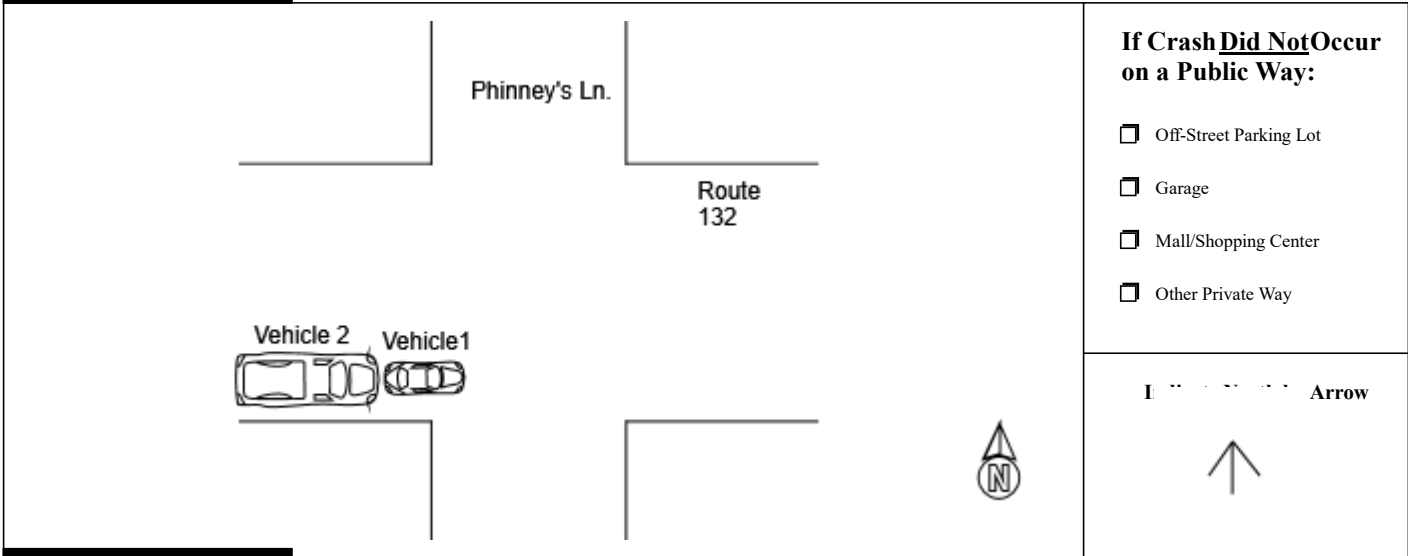 Phinney's Ln.
Route
132
Vehicle 2
Vehicle1
N
If Crash Did Not Occur
on a Public Way:
Off-Street Parking Lot
Garage
Mall/Shopping Center
Other Private Way
Arrow